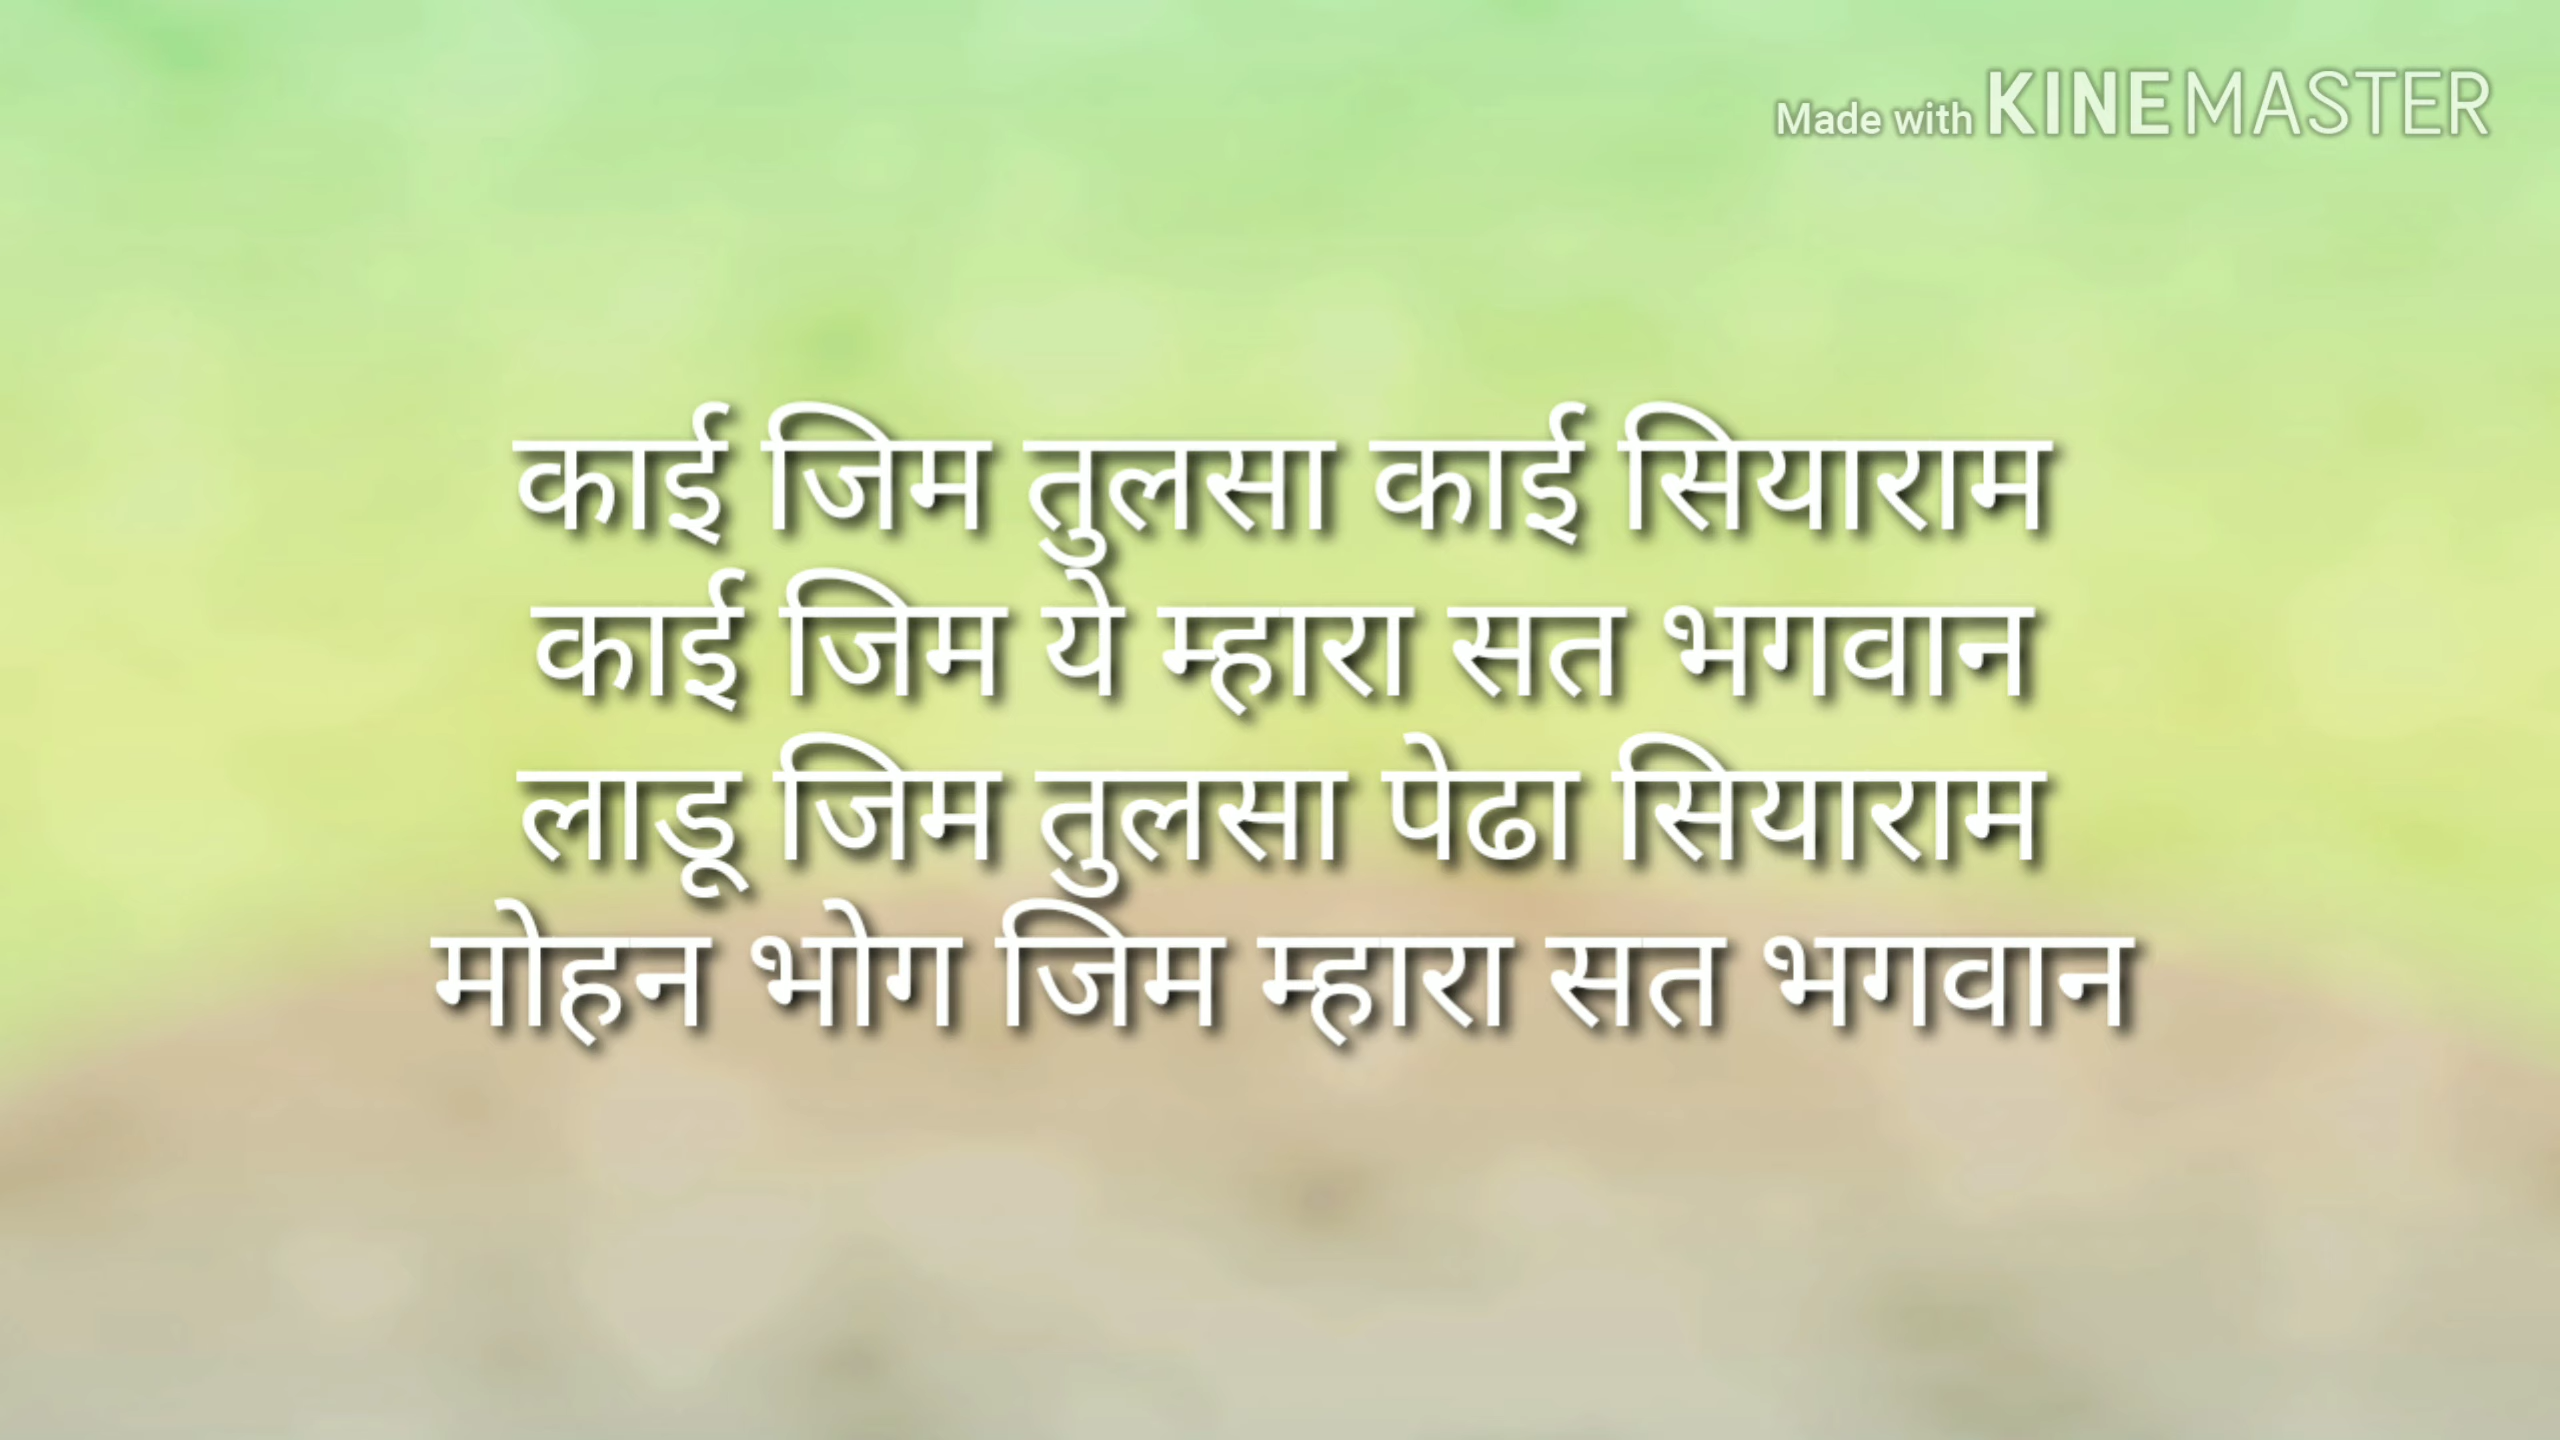 Made with KINEMASTER
काई जिम तुलसा काई सियाराम
काई जिम ये म्हारा सत भगवान
लाडू जिम तुलसा पेढा सियाराम
मोहन भोग जिम म्हारा सत भगवान